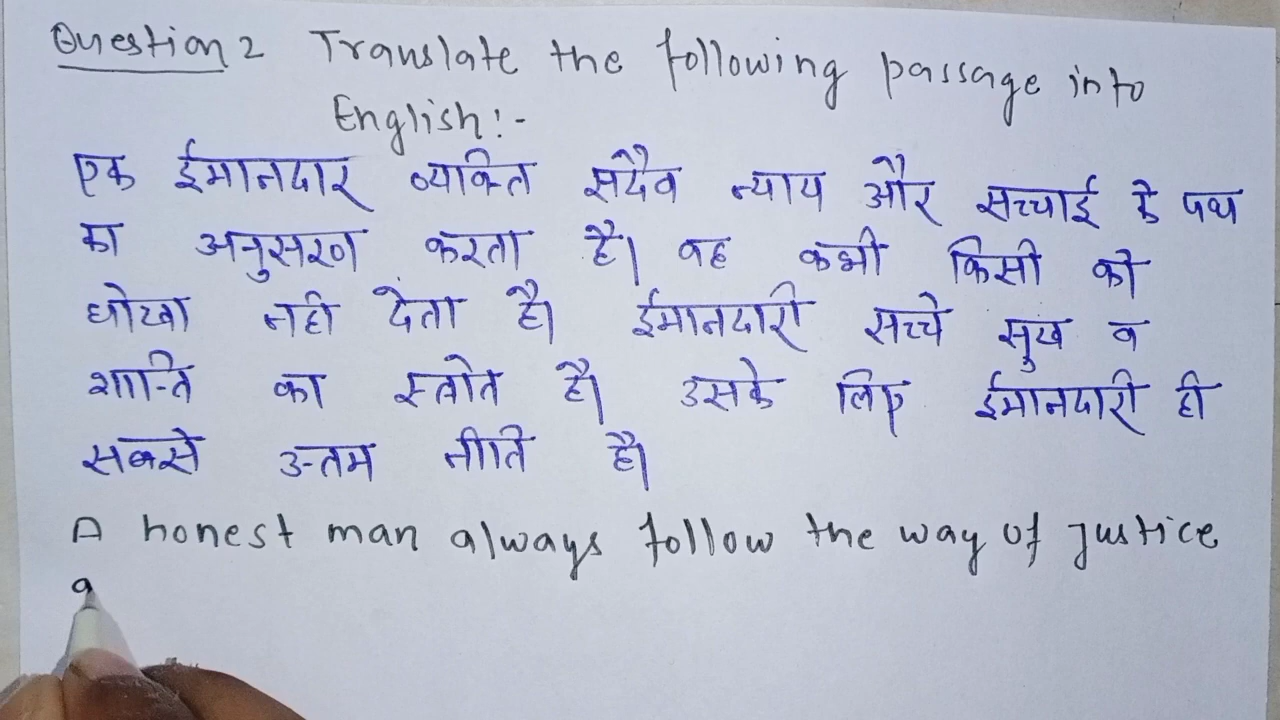 Question 2 Translate the following passage into
English:-
एक ईमानदार व्यक्ति सदैव न्याय और सच्चाई के पथ
का अनुसरण करता है। वह कभी किसी को
धोखा नही देता है। ईमानदारी सच्चे सुख व
शान्ति का स्त्रोत है। उसके लिए ईमानदारी ही
सबसे उत्तम नीति है।
A honest man always follow the way of justice
a